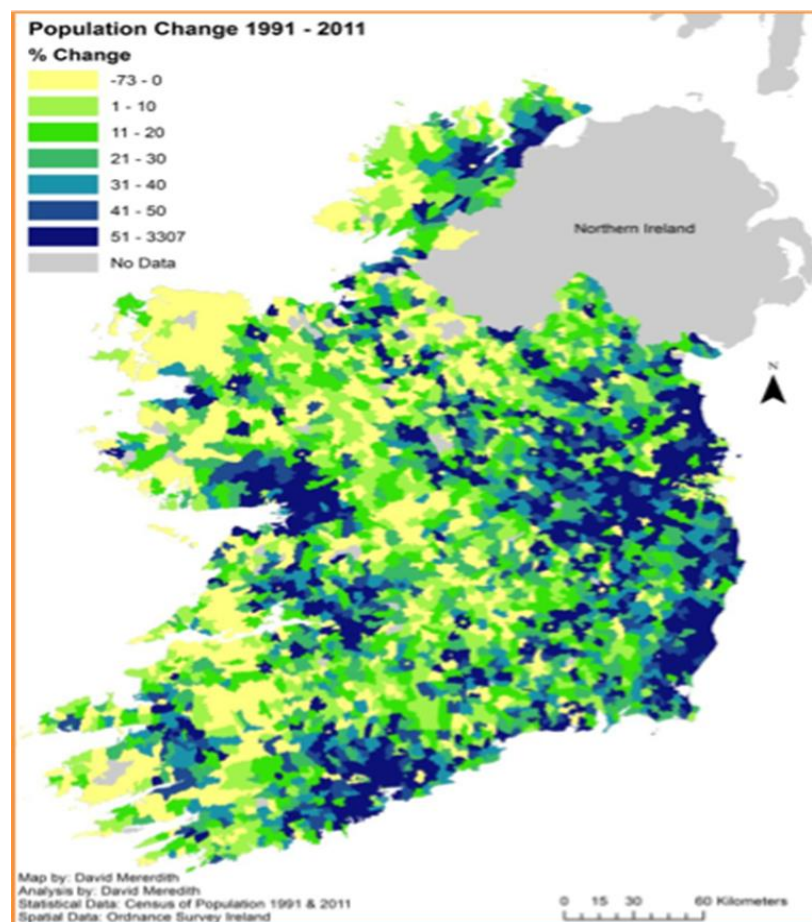 Population Change 1991 - 2011
% Change
-73 - 0
1 - 10
11 - 20
21 - 30
31 - 40
41 - 50
51 - 3307
No Data
Northern Ireland
N
Map by: David Mererdith
Analysis by: David Meredith
Statistical Data: Census of Population 1991 & 2011
Spatial Data: Ordnance Survey Ireland
0 15 30 60 Kilometers